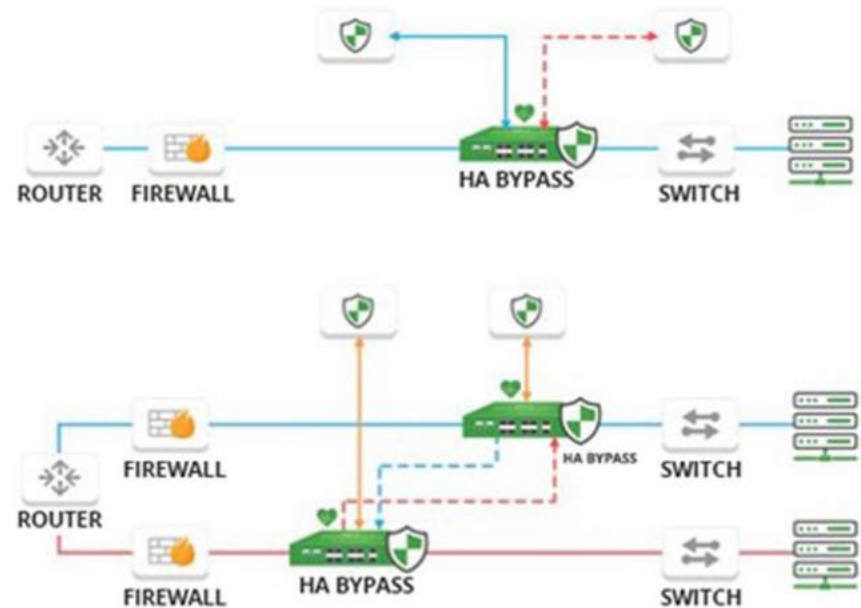 ROUTER
FIREWALL
HA BYPASS
SWITCH
FIREWALL
HA BYPASS
SWITCH
ROUTER
FIREWALL
HA BYPASS
SWITCH